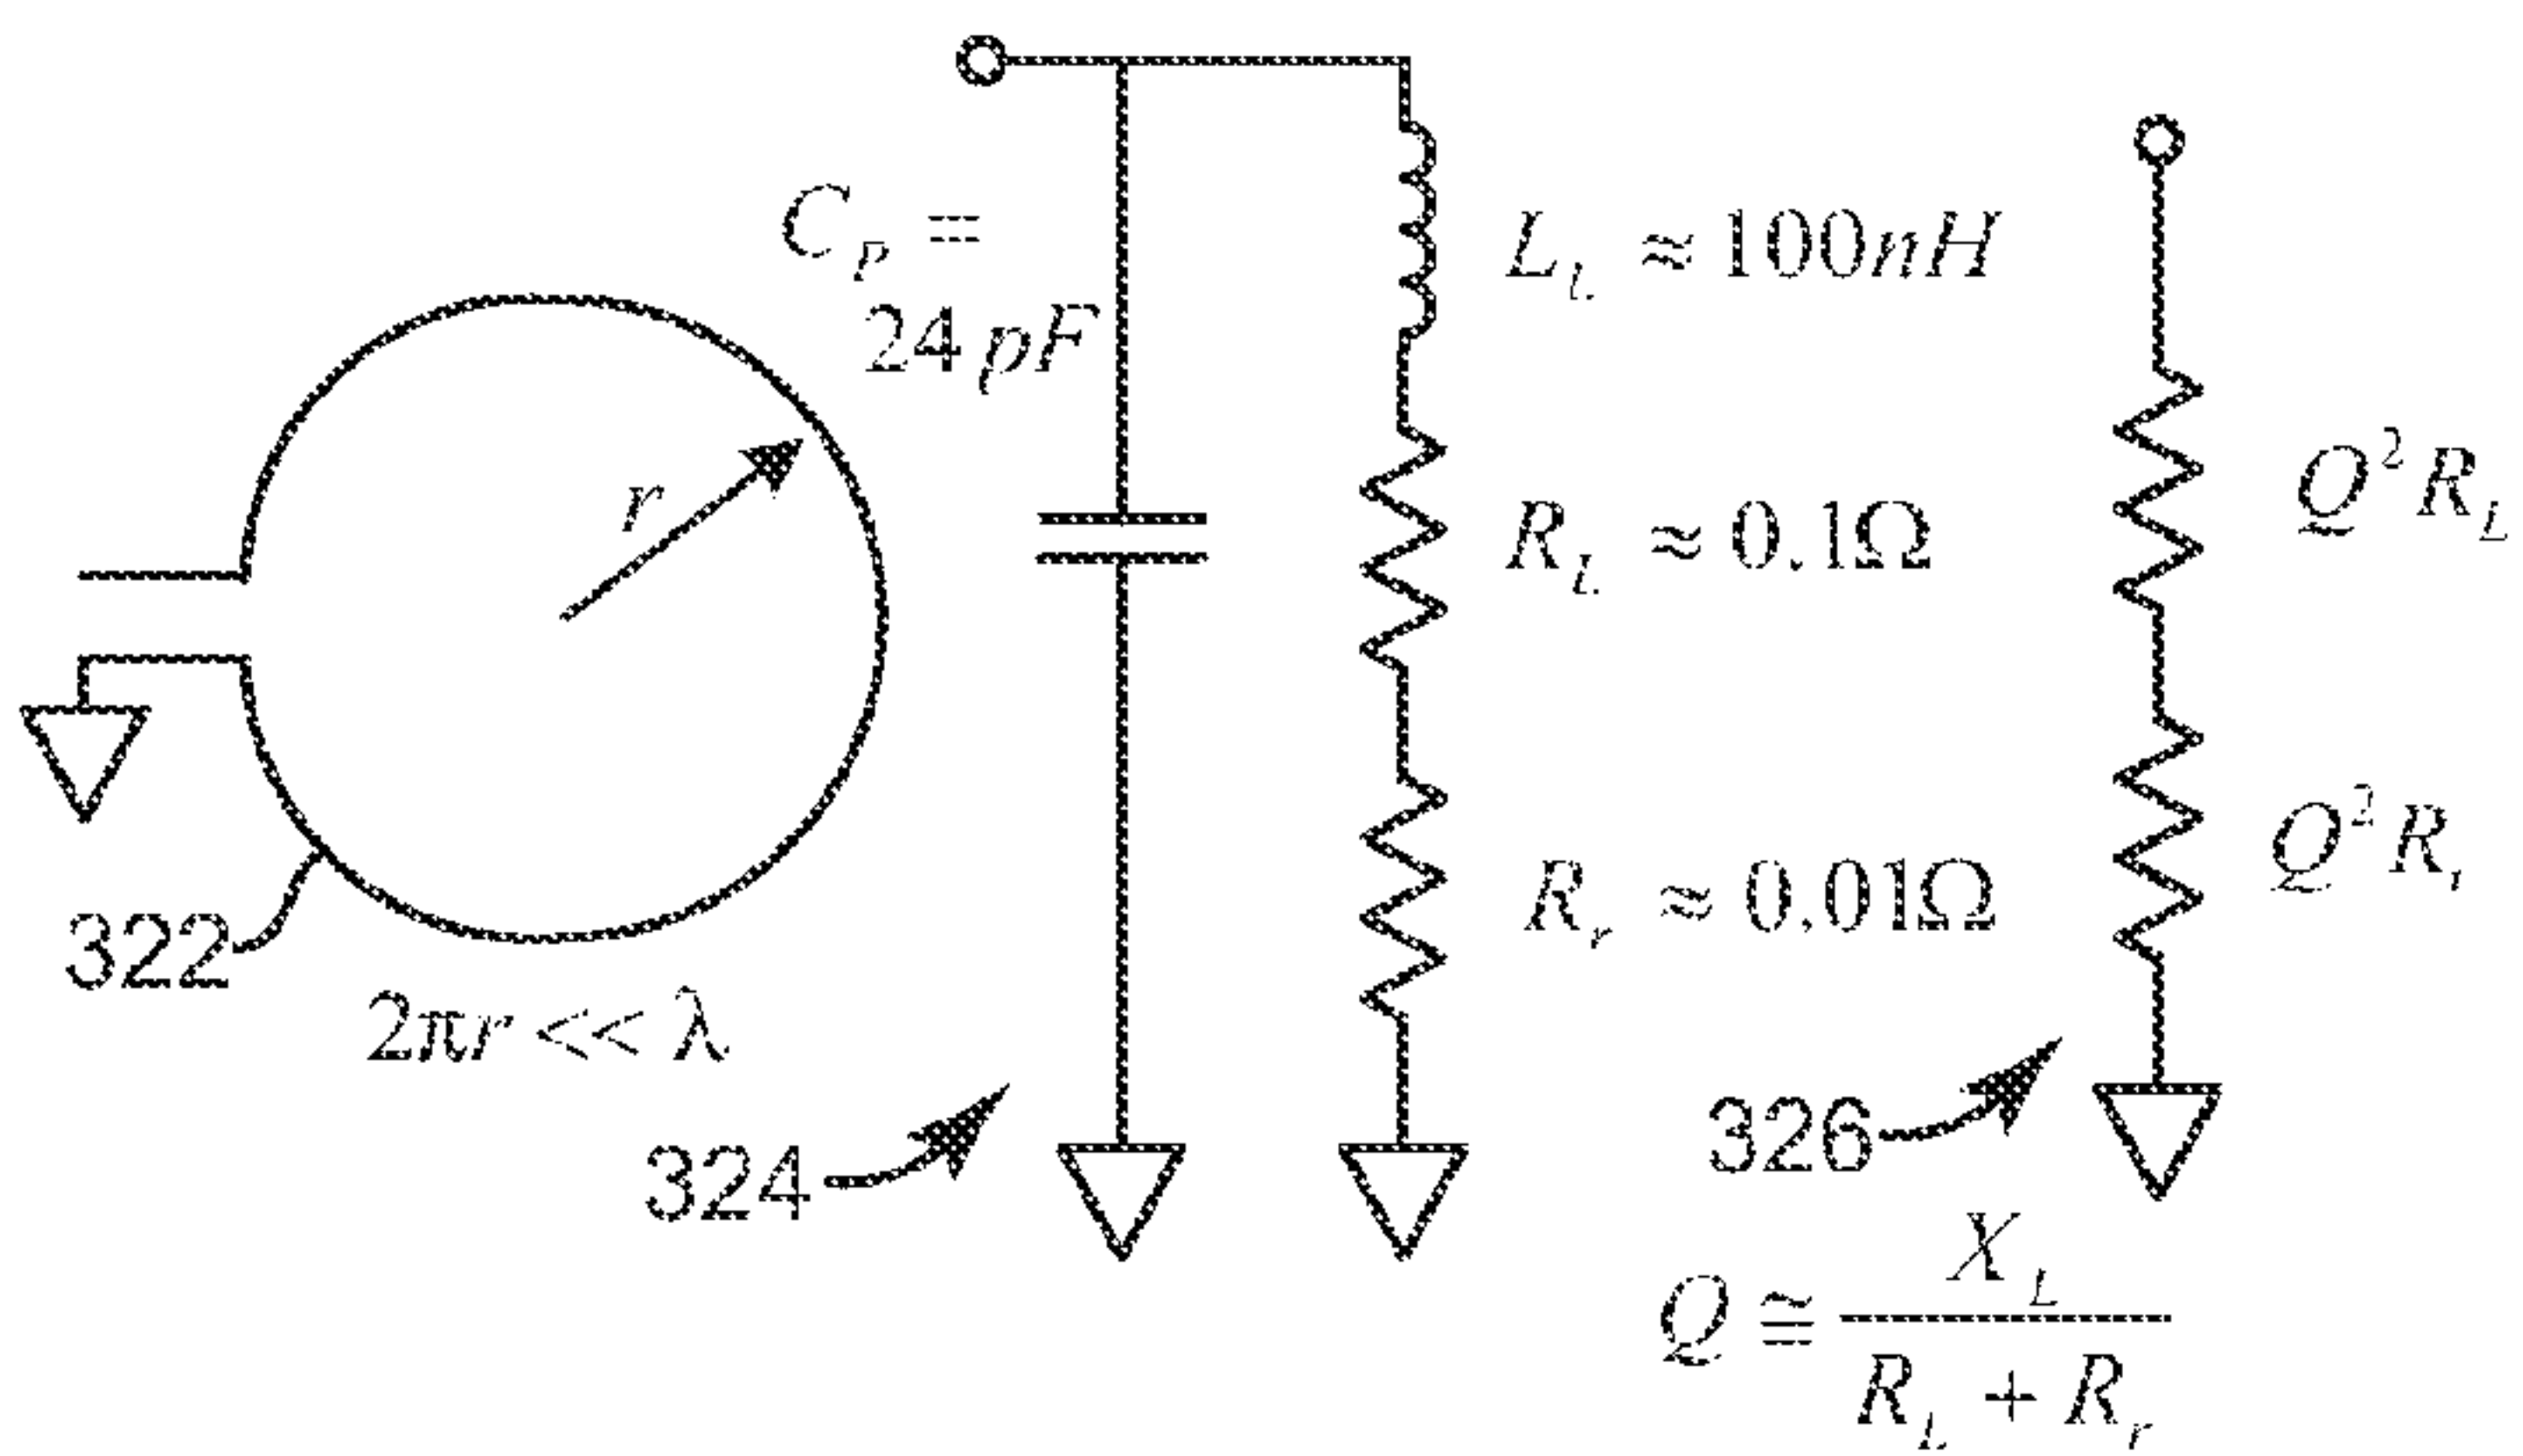 C_P =
24 pF
r
322
2πr << λ
324
L_L ≈ 100nH
R_L ≈ 0.1Ω
R_r ≈ 0.01Ω
Q²R_L
Q²R_r
326
Q ≅ X_L / (R_L + R_r)